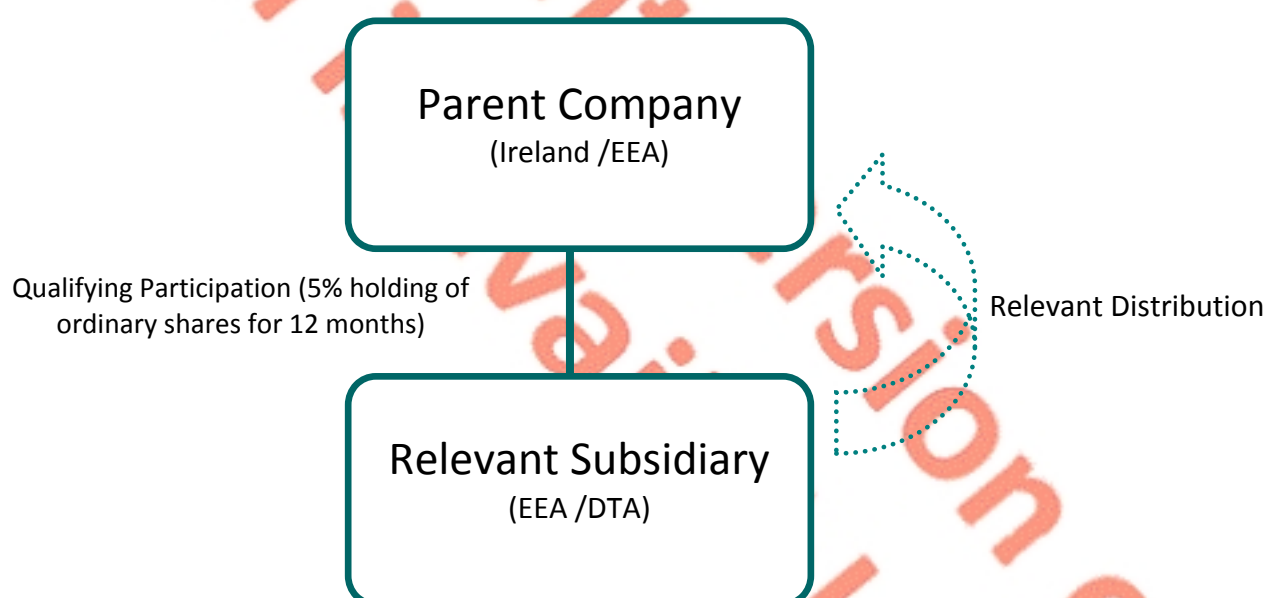 Parent Company
(Ireland /EEA)
Qualifying Participation (5% holding of
ordinary shares for 12 months)
Relevant Distribution
Relevant Subsidiary
(EEA /DTA)